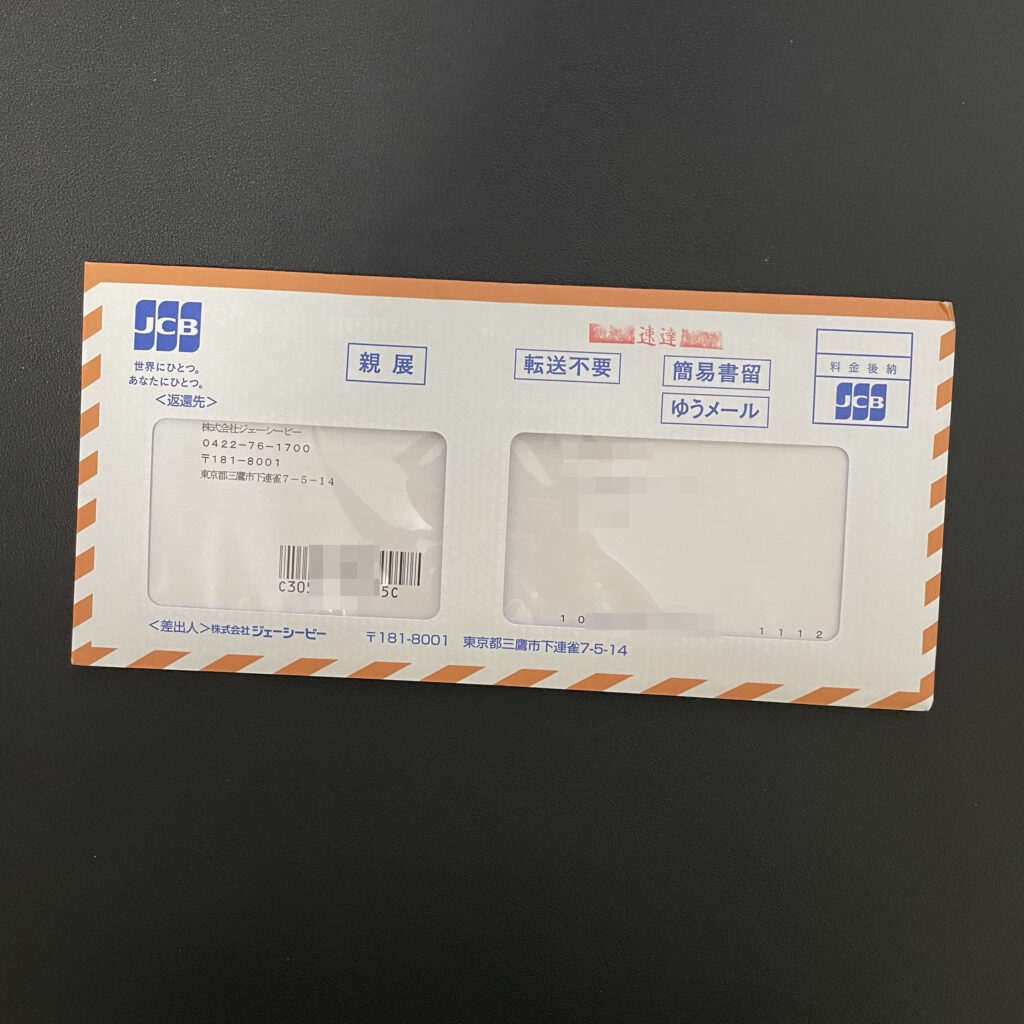 JCB
世界にひとつ。
あなたにひとつ。
<返還先>
親展
転送不要
速達
簡易書留
ゆうメール
料金後納
JCB
株式会社ジェーシービー
0422-76-1700
〒181-8001
東京都三鷹市下連雀7-5-14
C30
5C
10
1112
<差出人>株式会社ジェーシービー 〒181-8001 東京都三鷹市下連雀7-5-14